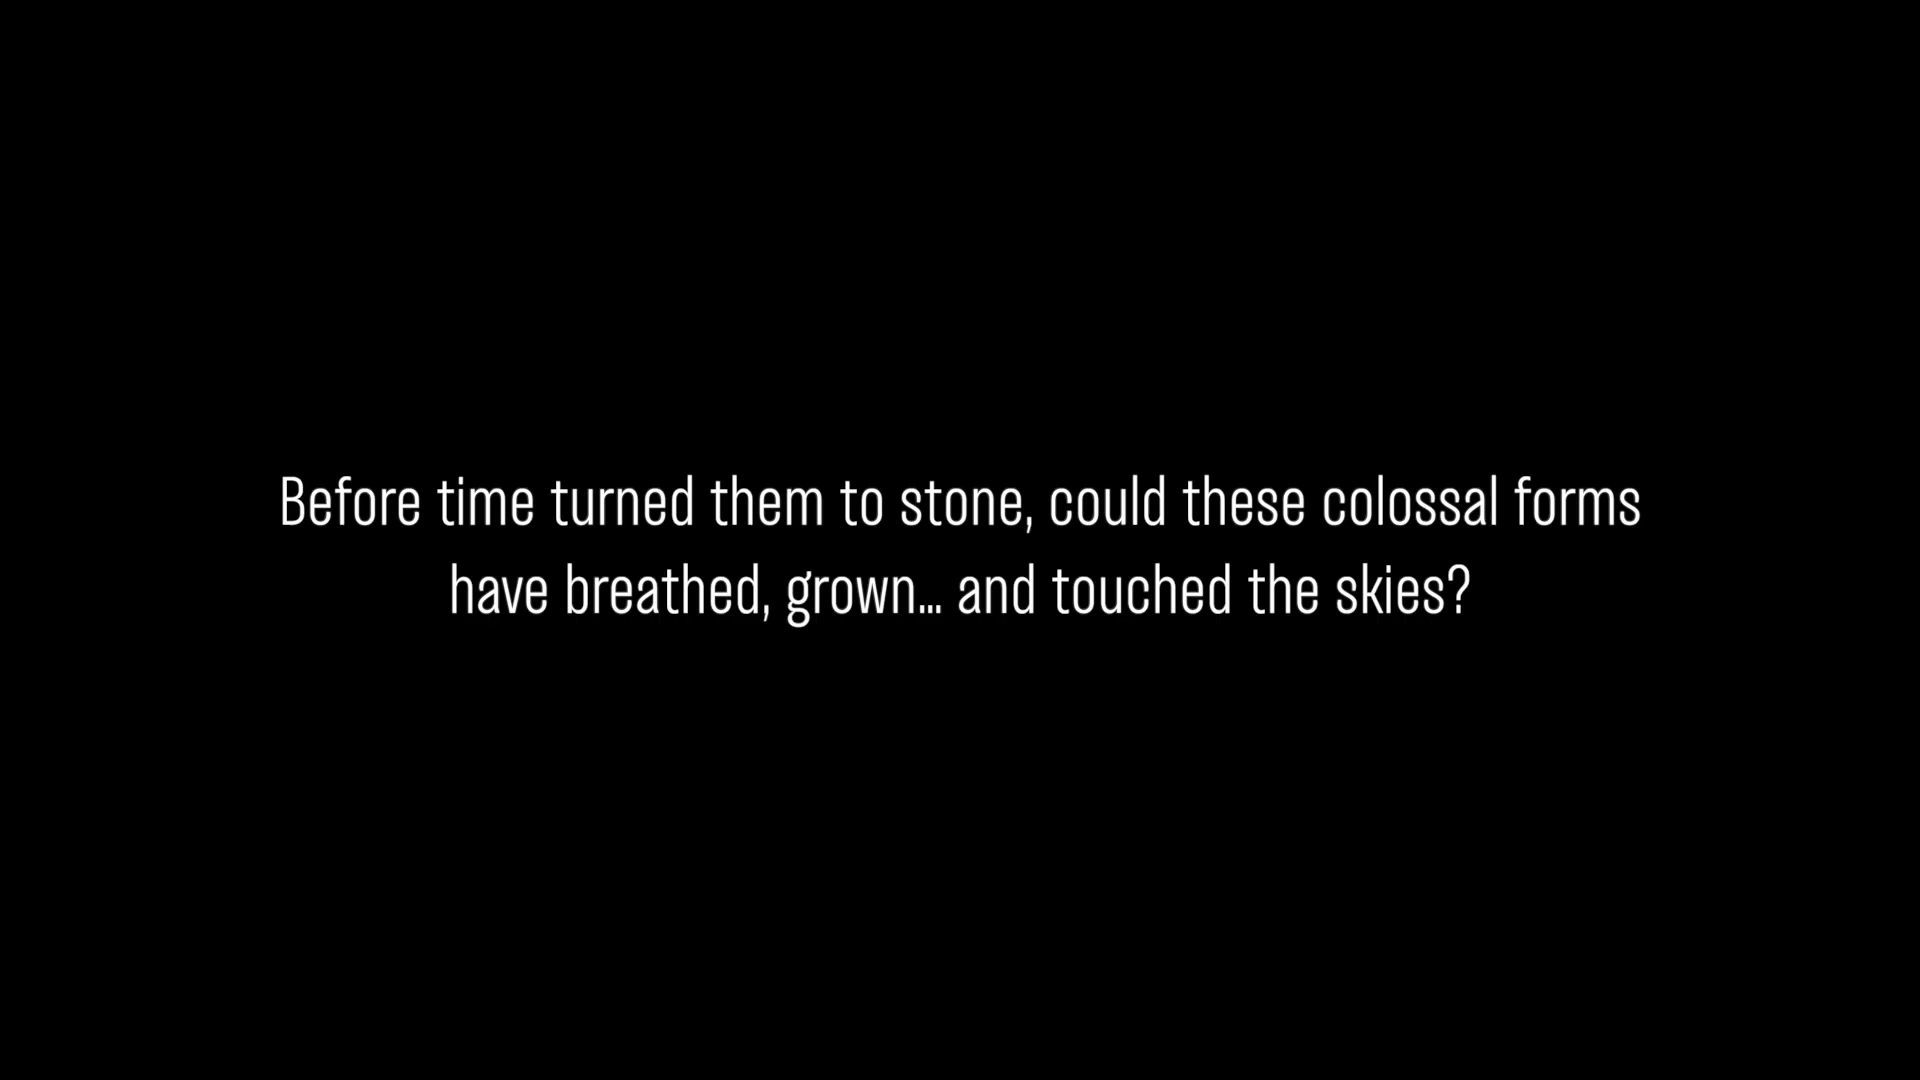 Before time turned them to stone, could these colossal forms
have breathed, grown... and touched the skies?